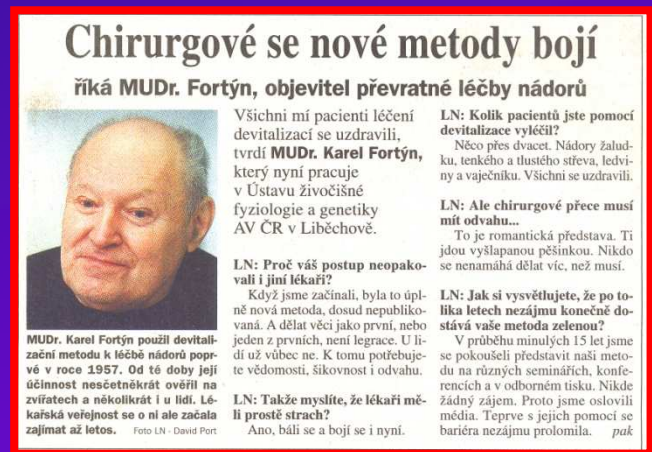 Chirurgové se nové metody bojí
říká MUDr. Fortýn, objevitel převratné léčby nádorů
MUDr. Karel Fortýn použil devitali-
zační metodu k léčbě nádorů popr-
vé v roce 1957. Od té doby její
účinnost nesčetněkrát ověřil na
zvířatech a několikrát i u lidí. Lé-
kařská veřejnost se o ni ale začala
zajímat až letos. Foto LN - David Port
Všichni mí pacienti léčení
devitalizací se uzdravili,
tvrdí MUDr. Karel Fortýn,
který nyní pracuje
v Ústavu živočišné
fyziologie a genetiky
AV ČR v Liběchově.
LN: Proč váš postup neopako-
vali i jiní lékaři?
Když jsme začínali, byla to úpl-
ně nová metoda, dosud nepubliko-
vaná. A dělat věci jako první, nebo
jeden z prvních, není legrace. U li-
dí už vůbec ne. K tomu potřebuje-
te vědomosti, šikovnost i odvahu.
LN: Takže myslíte, že lékaři mě-
li prostě strach?
Ano, báli se a bojí se i nyní.
LN: Kolik pacientů jste pomocí
devitalizace vyléčil?
Něco přes dvacet. Nádory žalud-
ku, tenkého a tlustého střeva, ledvi-
ny a vaječníku. Všichni se uzdravili.
LN: Ale chirurgové přece musí
mít odvahu...
To je romantická představa. Ti
jdou vyšlapanou pěšinkou. Nikdo
se nenamáhá dělat víc, než musí.
LN: Jak si vysvětlujete, že po to-
lika letech nezájmu konečně do-
stává vaše metoda zelenou?
V průběhu minulých 15 let jsme
se pokoušeli představit naši meto-
du na různých seminářích, konfe-
rencích a v odborném tisku. Nikde
žádný zájem. Proto jsme oslovili
média. Teprve s jejich pomocí se
bariéra nezájmu prolomila. pak